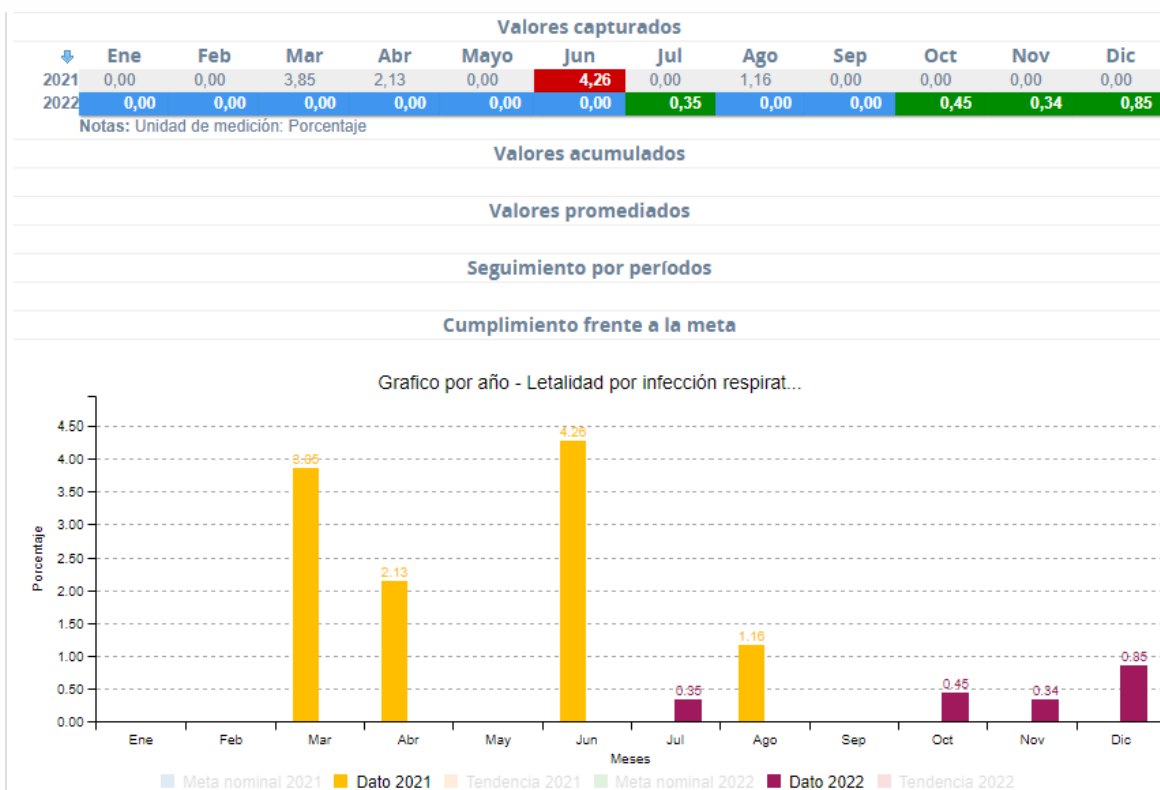 Valores capturados
Ene Feb Mar Abr Mayo Jun Jul Ago Sep Oct Nov Dic
2021 0,00 0,00 3,85 2,13 0,00 4,26 0,00 1,16 0,00 0,00 0,00 0,00
2022 0,00 0,00 0,00 0,00 0,00 0,00 0,35 0,00 0,00 0,45 0,34 0,85
Notas: Unidad de medición: Porcentaje
Valores acumulados
Valores promediados
Seguimiento por períodos
Cumplimiento frente a la meta
Grafico por año - Letalidad por infección respirat...
Porcentaje
4.50
4.00
3.50
3.00
2.50
2.00
1.50
1.00
0.50
0.00
3.85
2.13
4.26
0.35
1.16
0.45
0.34
0.85
Ene Feb Mar Abr May Jun Jul Ago Sep Oct Nov Dic
Meses
Meta nominal 2021 Dato 2021 Tendencia 2021 Meta nominal 2022 Dato 2022 Tendencia 2022